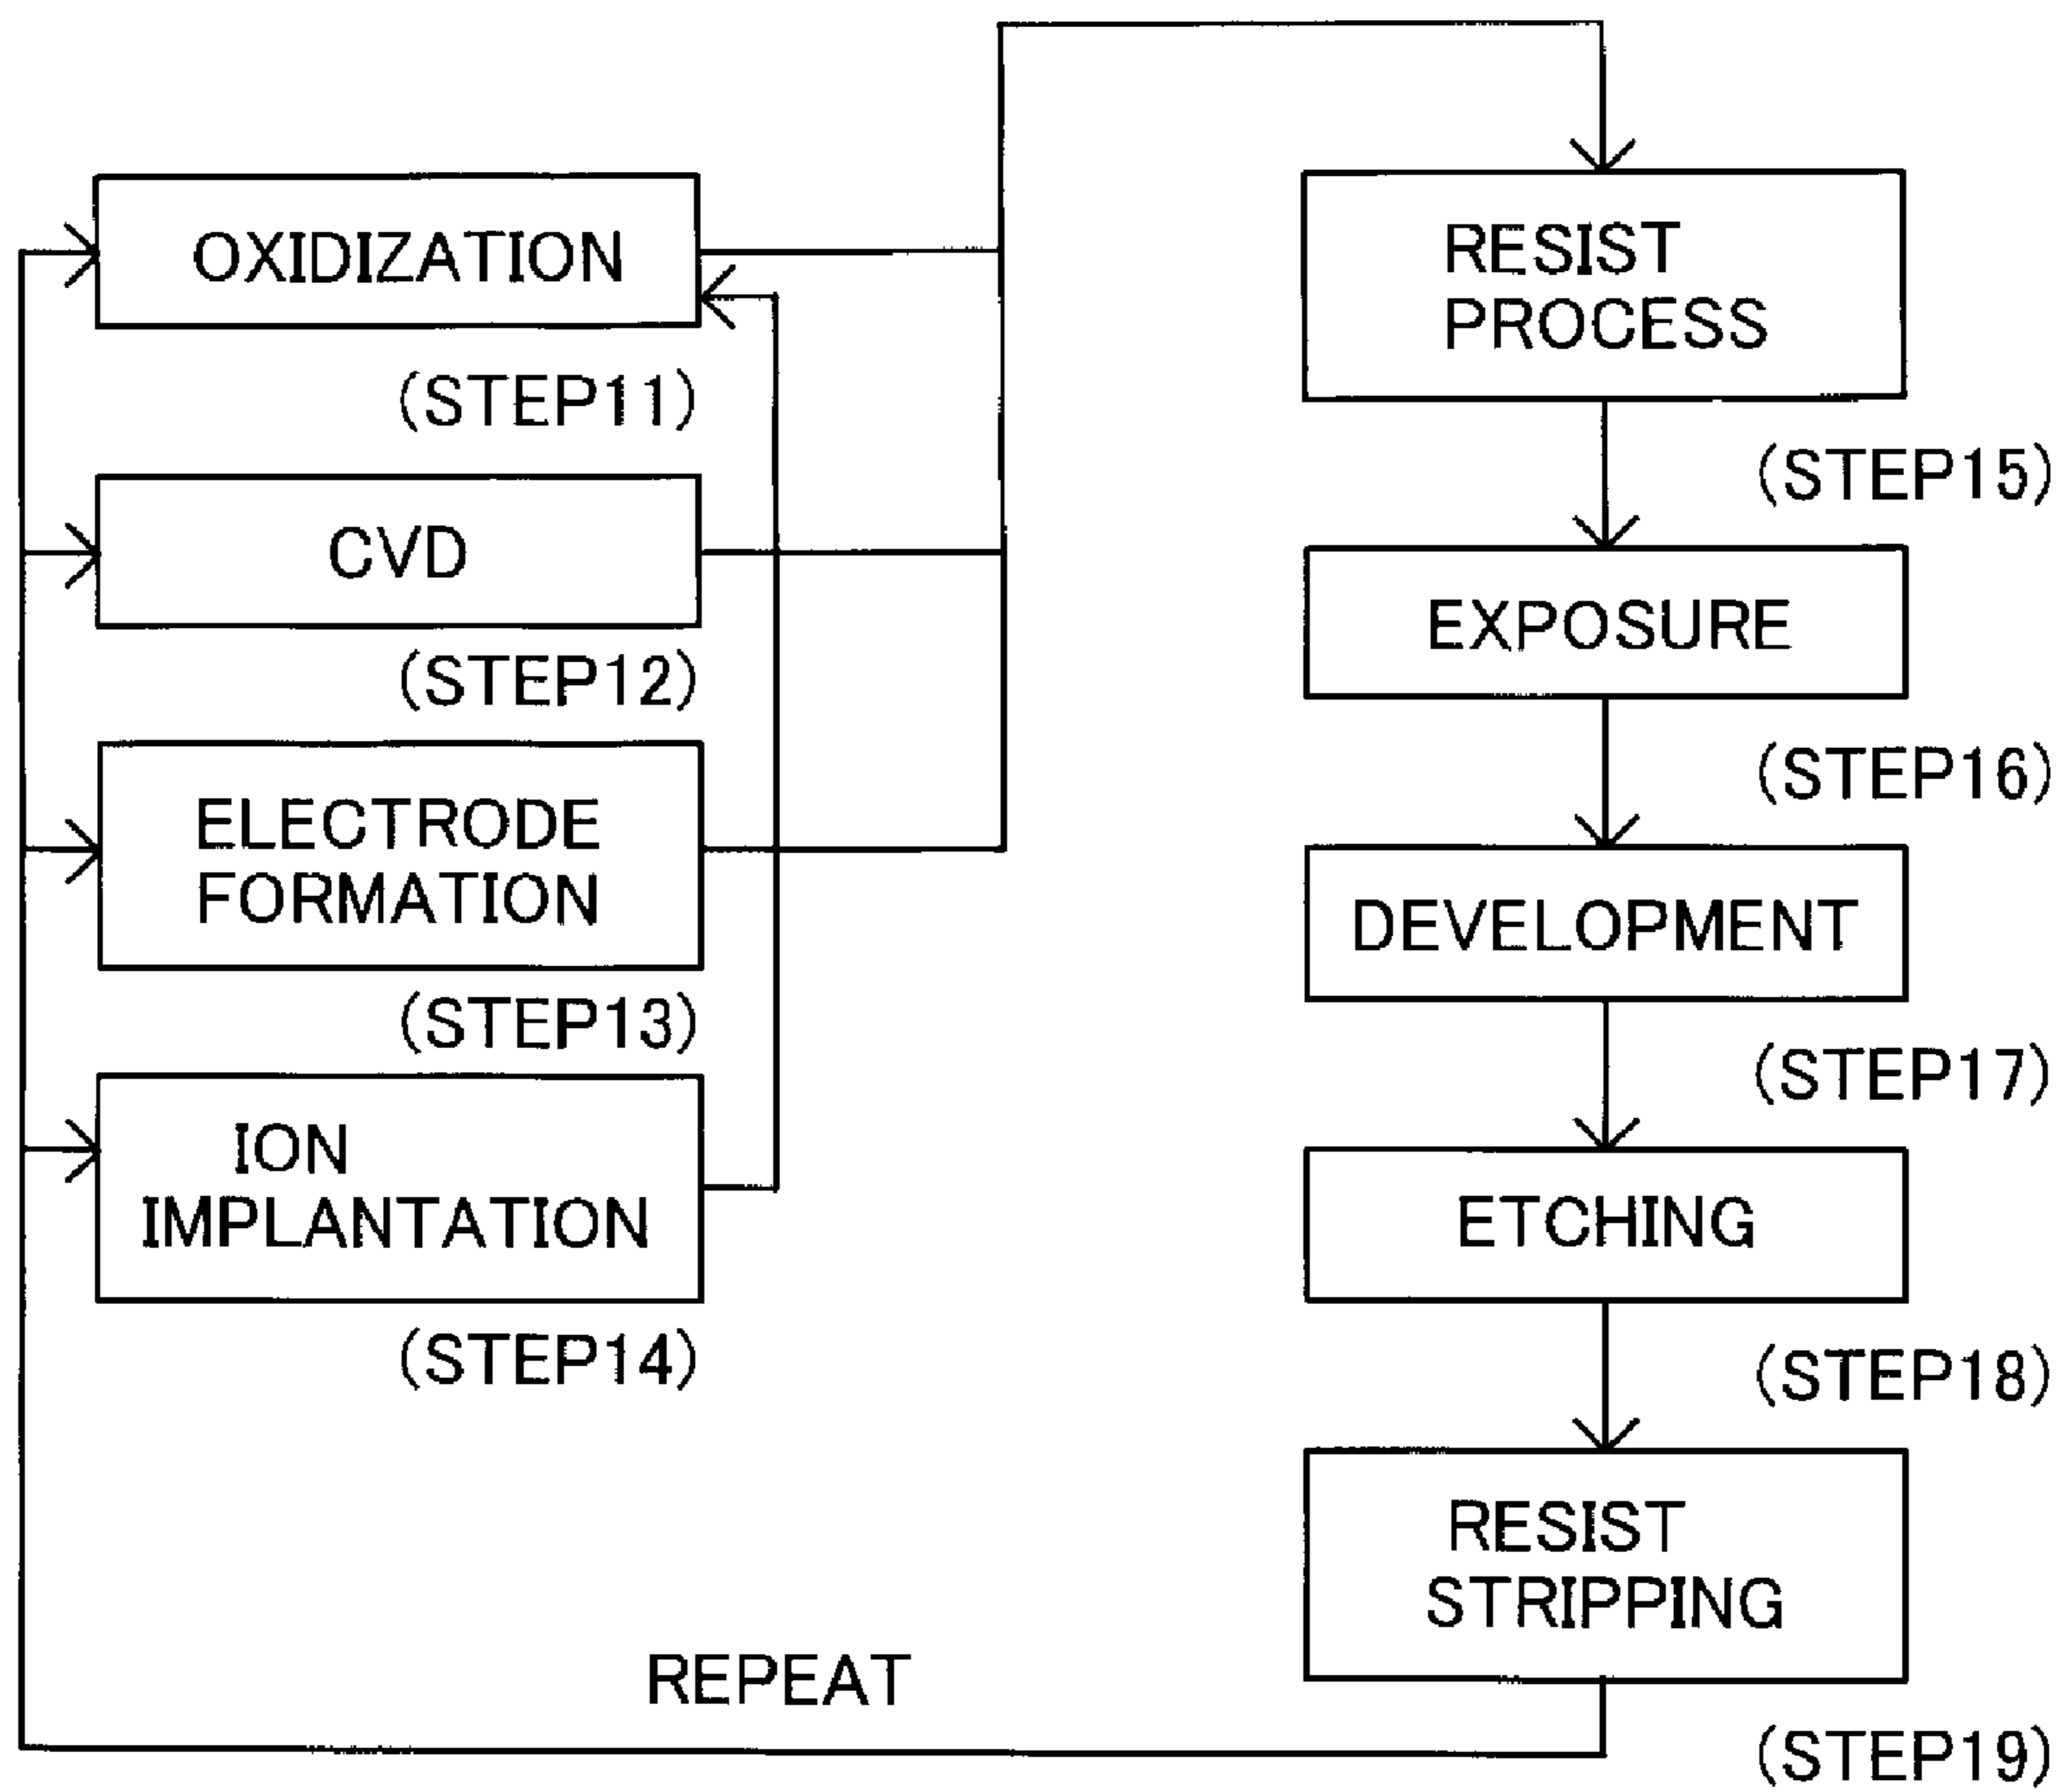 OXIDIZATION
(STEP11)
CVD
(STEP12)
ELECTRODE
FORMATION
(STEP13)
ION
IMPLANTATION
(STEP14)
RESIST
PROCESS
(STEP15)
EXPOSURE
(STEP16)
DEVELOPMENT
(STEP17)
ETCHING
(STEP18)
RESIST
STRIPPING
(STEP19)
REPEAT